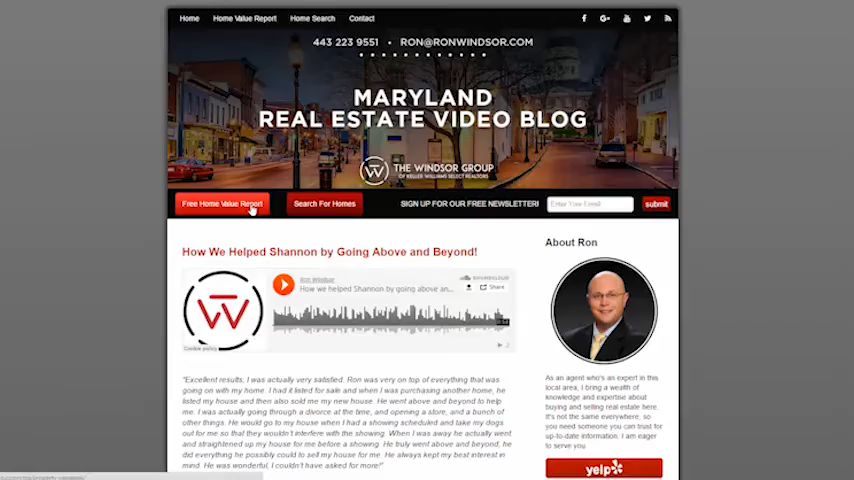 Home Home Value Report Home Search Contact
443 223 9551 • RON@RONWINDSOR.COM
MARYLAND
REAL ESTATE VIDEO BLOG
THE WINDSOR GROUP
OF KELLER WILLIAMS SELECT REALTORS
Free Home Value Report Search For Homes SIGN UP FOR OUR FREE NEWSLETTER! Enter Your Email submit
How We Helped Shannon by Going Above and Beyond!
About Ron
Ron Windsor
SOUNDCLOUD
How we helped Shannon by going above an...
Share
Cookie policy
2
"Excellent results, I was actually very satisfied. Ron was very on top of everything that was
going on with my home. I had it listed for sale and when I was purchasing another home, he
listed my house and then also sold me my new house. He went above and beyond to help
me. I was actually going through a divorce at the time, and opening a store, and a bunch of
other things. He would go to my house when I had a showing scheduled and take my dogs
out for me so that they wouldn't interfere with the showing. When I was away he actually went
and straightened up my house for me before a showing. He truly went above and beyond, he
did everything he possibly could to sell my house for me. He always kept my best interest in
mind. He was wonderful, I couldn't have asked for more!"
As an agent who's an expert in this
local area, I bring a wealth of
knowledge and expertise about
buying and selling real estate here.
It's not the same everywhere, so
you need someone you can trust for
up-to-date information. I am eager
to serve you.
yelp